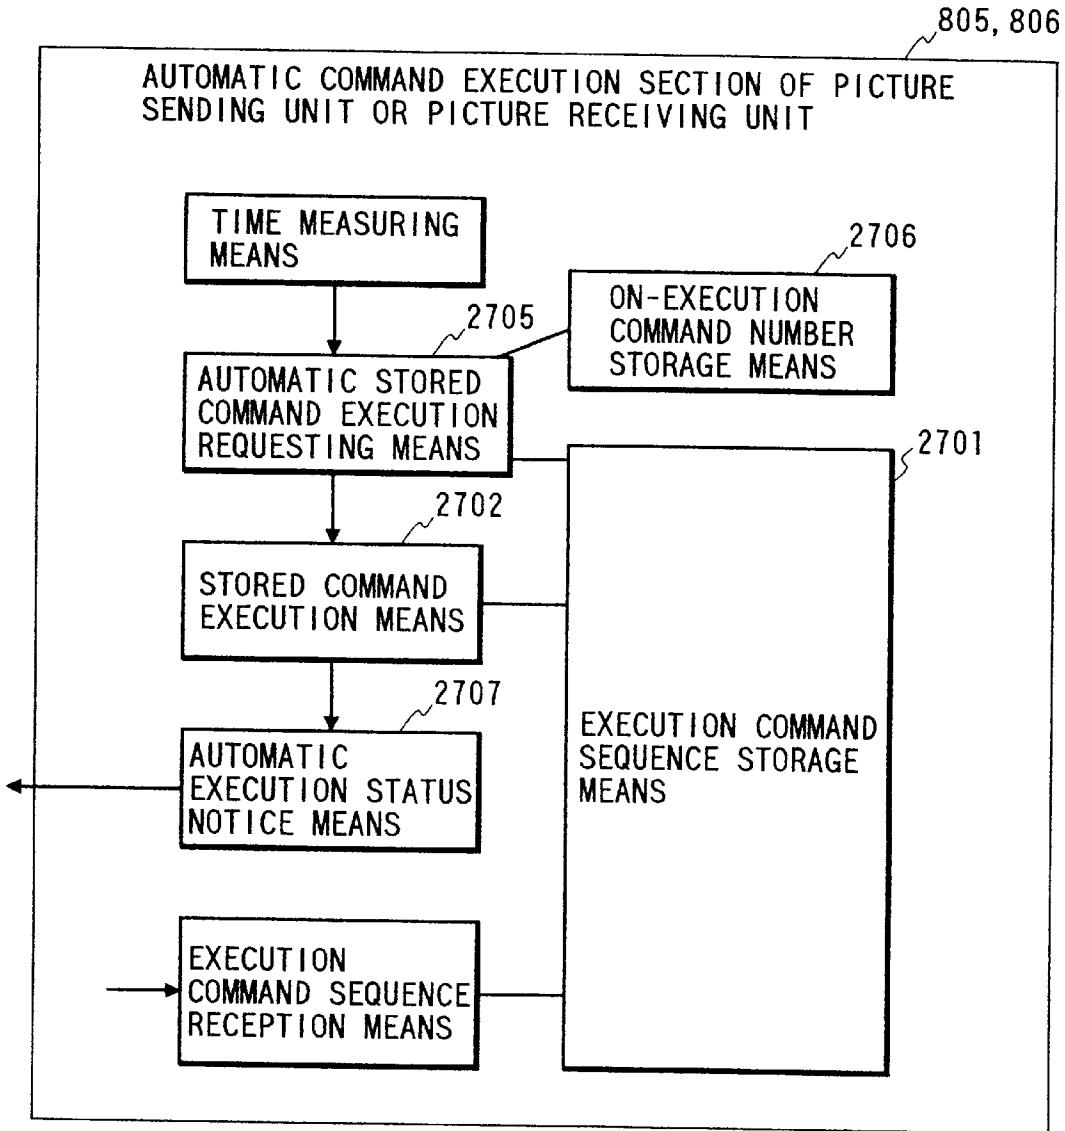 805, 806
AUTOMATIC COMMAND EXECUTION SECTION OF PICTURE
SENDING UNIT OR PICTURE RECEIVING UNIT
TIME MEASURING
MEANS
2706
ON-EXECUTION
COMMAND NUMBER
STORAGE MEANS
2705
AUTOMATIC STORED
COMMAND EXECUTION
REQUESTING MEANS
2701
2702
STORED COMMAND
EXECUTION MEANS
2707
AUTOMATIC
EXECUTION STATUS
NOTICE MEANS
EXECUTION COMMAND
SEQUENCE STORAGE
MEANS
EXECUTION
COMMAND SEQUENCE
RECEPTION MEANS